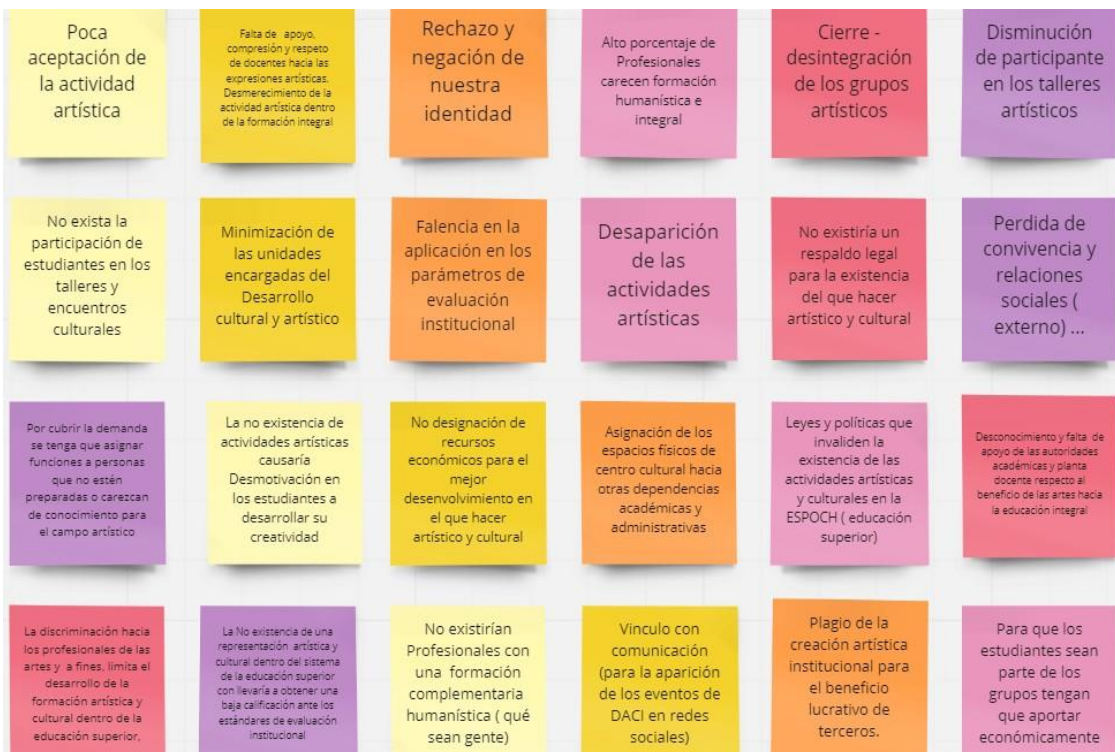 Poca
aceptación de
la actividad
artística
Falta de apoyo,
compresión y respeto
de docentes hacia las
expresiones artísticas.
Desmerecimiento de la
actividad artística dentro
de la formación integral
Rechazo y
negación de
nuestra
identidad
Alto porcentaje de
Profesionales
carecen formación
humanística e
integral
Cierre -
desintegración
de los grupos
artísticos
Disminución
de participante
en los talleres
artísticos
No exista la
participación de
estudiantes en los
talleres y
encuentros
culturales
Minimización de
las unidades
encargadas del
Desarrollo
cultural y artístico
Falencia en la
aplicación en los
parámetros de
evaluación
institucional
Desaparición
de las
actividades
artísticas
No existiría un
respaldo legal
para la existencia
del que hacer
artístico y cultural
Perdida de
convivencia y
relaciones
sociales (
externo) ...
Por cubrir la demanda
se tenga que asignar
funciones a personas
que no estén
preparadas o carezcan
de conocimiento para
el campo artístico
La no existencia de
actividades artísticas
causaría
Desmotivación en
los estudiantes a
desarrollar su
creatividad
No designación de
recursos
económicos para el
mejor
desenvolvimiento en
el que hacer
artístico y cultural
Asignación de los
espacios físicos de
centro cultural hacia
otras dependencias
académicas y
administrativas
Leyes y políticas que
invaliden la
existencia de las
actividades artísticas
y culturales en la
ESPOCH ( educación
superior)
Desconocimiento y falta de
apoyo de las autoridades
académicas y planta
docente respecto al
beneficio de las artes hacia
la educación integral
La discriminación hacia
los profesionales de las
artes y a fines, limita el
desarrollo de la
formación artística y
cultural dentro de la
educación superior,
La No existencia de una
representación artística y
cultural dentro del sistema
de la educación superior
con llevaría a obtener una
baja calificación ante los
estándares de evaluación
institucional
No existirían
Profesionales con
una formación
complementaria
humanística ( qué
sean gente)
Vinculo con
comunicación
(para la aparición
de los eventos de
DACI en redes
sociales)
Plagio de la
creación artística
institucional para
el beneficio
lucrativo de
terceros.
Para que los
estudiantes sean
parte de los
grupos tengan
que aportar
económicamente